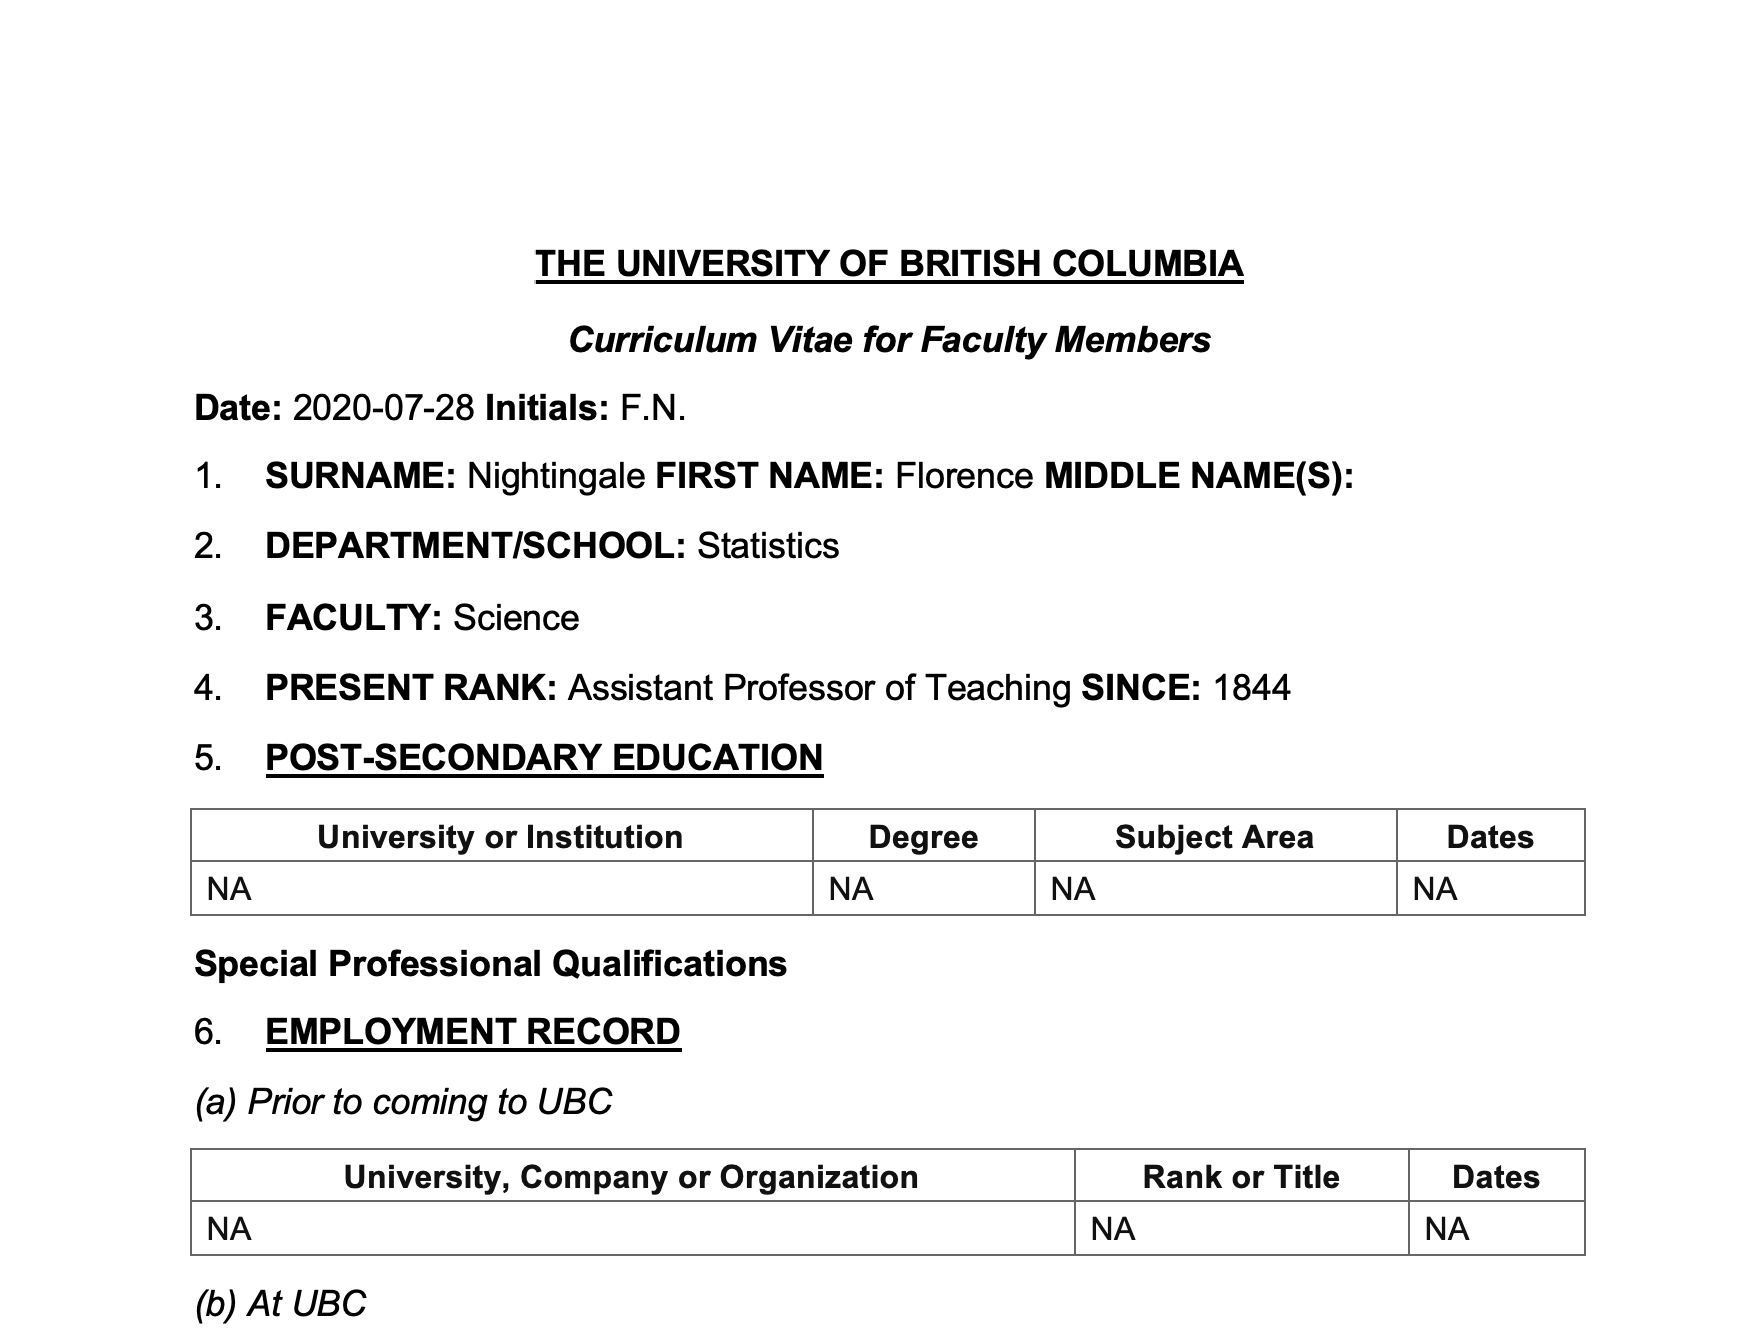 THE UNIVERSITY OF BRITISH COLUMBIA
Curriculum Vitae for Faculty Members
Date: 2020-07-28 Initials: F.N.
1. SURNAME: Nightingale FIRST NAME: Florence MIDDLE NAME(S):
2. DEPARTMENT/SCHOOL: Statistics
3. FACULTY: Science
4. PRESENT RANK: Assistant Professor of Teaching SINCE: 1844
5. POST-SECONDARY EDUCATION
University or Institution Degree Subject Area Dates
NA NA NA NA
Special Professional Qualifications
6. EMPLOYMENT RECORD
(a) Prior to coming to UBC
University, Company or Organization Rank or Title Dates
NA NA NA
(b) At UBC